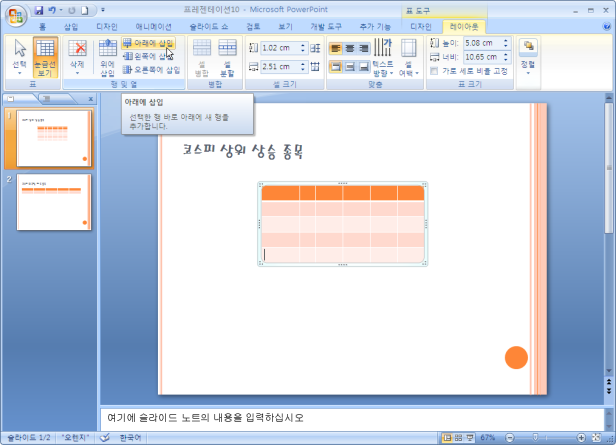 프레젠테이션10 - Microsoft PowerPoint
표 도구
홈 삽입 디자인 애니메이션 슬라이드 쇼 검토 보기 개발 도구 추가 기능 디자인 레이아웃
선택
눈금선 보기
표
삭제
위에 삽입
아래에 삽입
왼쪽에 삽입
오른쪽에 삽입
행 및 열
셀 병합
셀 분할
병합
1.02 cm
2.51 cm
셀 크기
텍스트 방향
셀 여백
맞춤
높이: 5.08 cm
너비: 10.65 cm
가로 세로 비율 고정
표 크기
정렬
아래에 삽입
선택한 행 바로 아래에 새 행을
추가합니다.
1
2
코스피 상위 상승 종목
여기에 슬라이드 노트의 내용을 입력하십시오
슬라이드 1/2 "오렌지" 한국어 67%